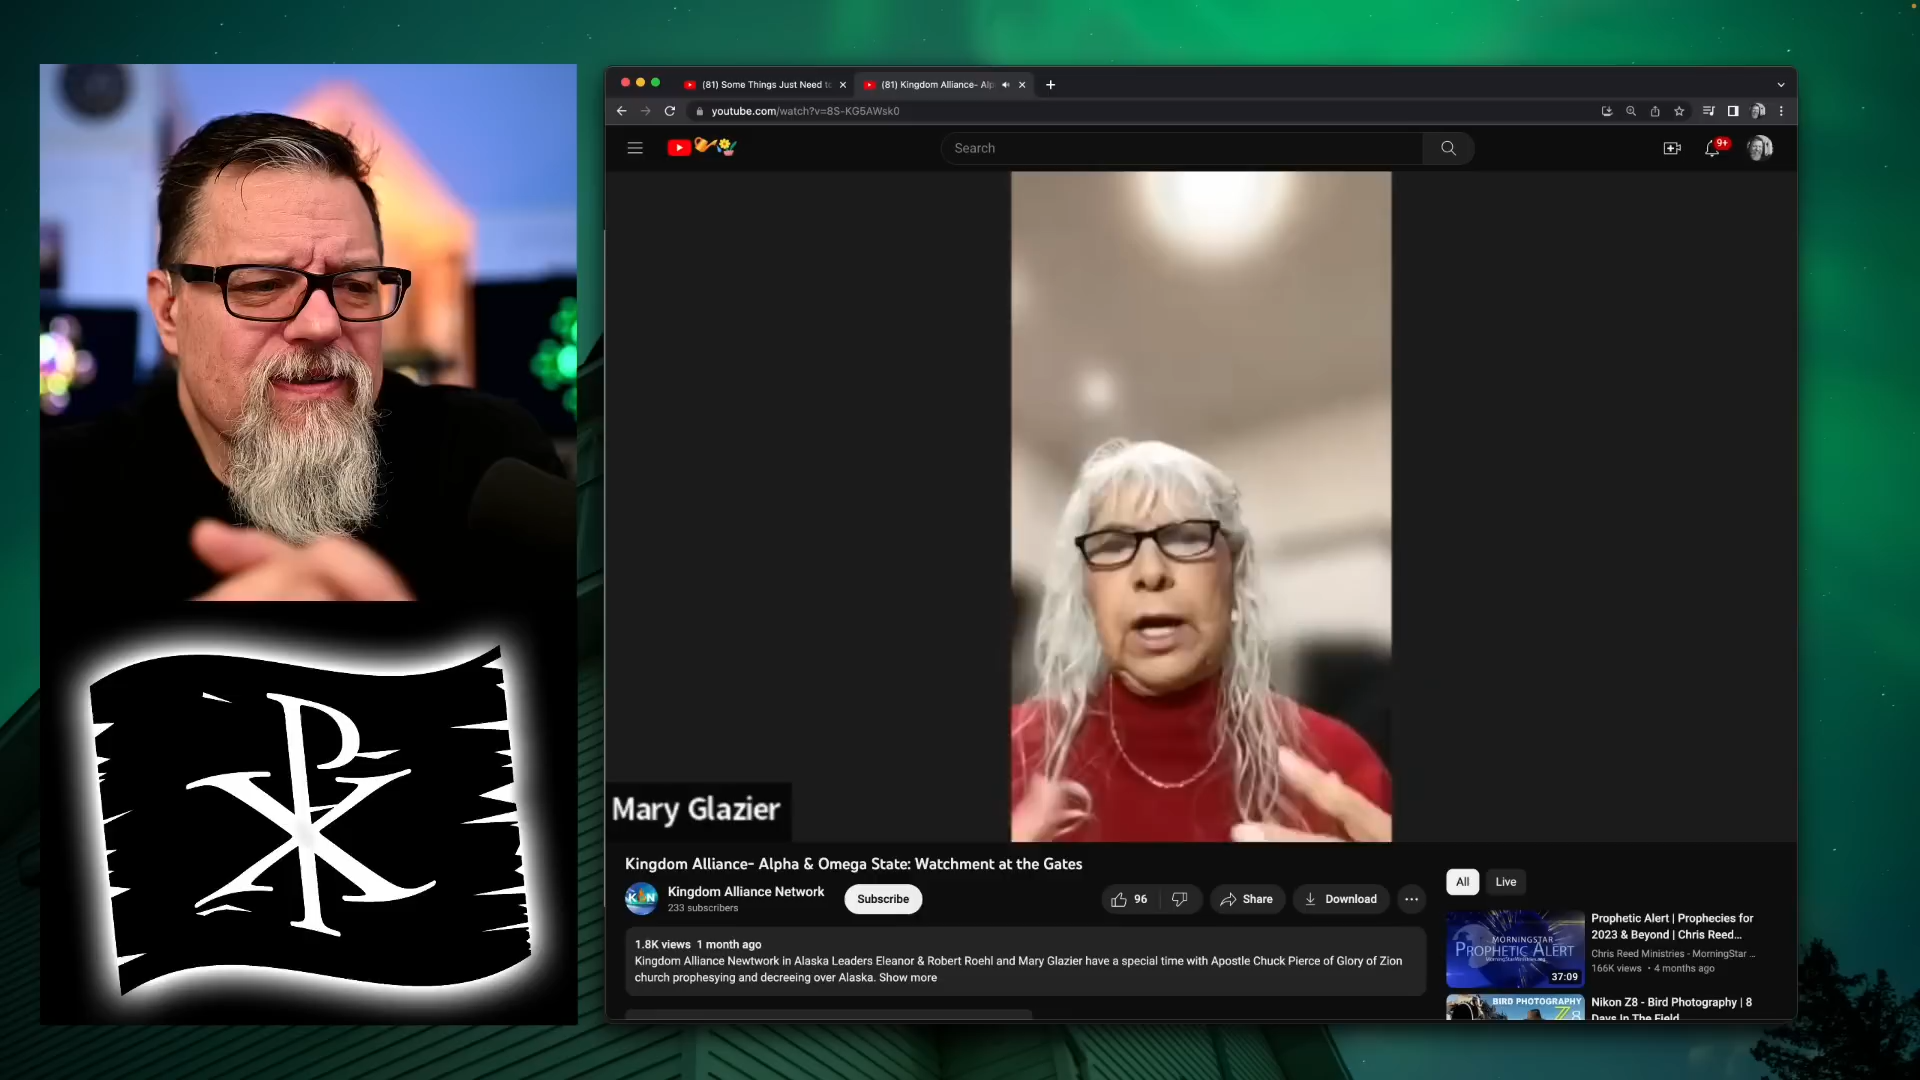 (81) Some Things Just Need to
(81) Kingdom Alliance- Alp
youtube.com/watch?v=8S-KG5AWsk0
Search
9+
Mary Glazier
Kingdom Alliance- Alpha & Omega State: Watchment at the Gates
Kingdom Alliance Network
233 subscribers
Subscribe
96
Share
Download
1.8K views 1 month ago
Kingdom Alliance Newtwork in Alaska Leaders Eleanor & Robert Roehl and Mary Glazier have a special time with Apostle Chuck Pierce of Glory of Zion
church prophesying and decreeing over Alaska. Show more
All
Live
MORNINGSTAR
PROPHETIC ALERT
37:09
Prophetic Alert | Prophecies for
2023 & Beyond | Chris Reed...
Chris Reed Ministries - MorningStar ...
166K views • 4 months ago
BIRD PHOTOGRAPHY
Nikon Z8 - Bird Photography | 8
Days In The Field